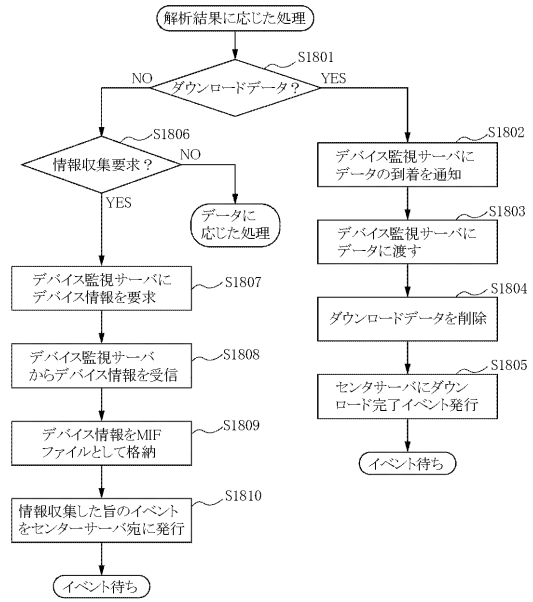 解析結果に応じた処理
S1801
NO
ダウンロードデータ？
YES
S1806
情報収集要求？
NO
YES
データに
応じた処理
S1802
デバイス監視サーバに
データの到着を通知
S1803
デバイス監視サーバに
データに渡す
S1804
ダウンロードデータを削除
S1805
センタサーバにダウン
ロード完了イベント発行
イベント待ち
S1807
デバイス監視サーバに
デバイス情報を要求
S1808
デバイス監視サーバ
からデバイス情報を受信
S1809
デバイス情報をMIF
ファイルとして格納
S1810
情報収集した旨のイベント
をセンターサーバ宛に発行
イベント待ち